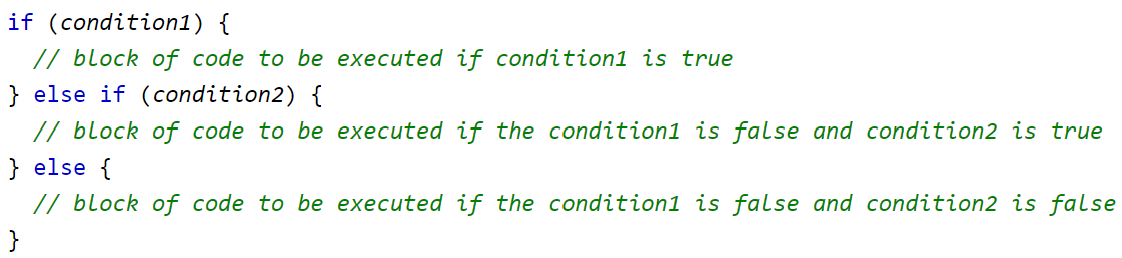 if (condition1) {
  // block of code to be executed if condition1 is true
} else if (condition2) {
  // block of code to be executed if the condition1 is false and condition2 is true
} else {
  // block of code to be executed if the condition1 is false and condition2 is false
}